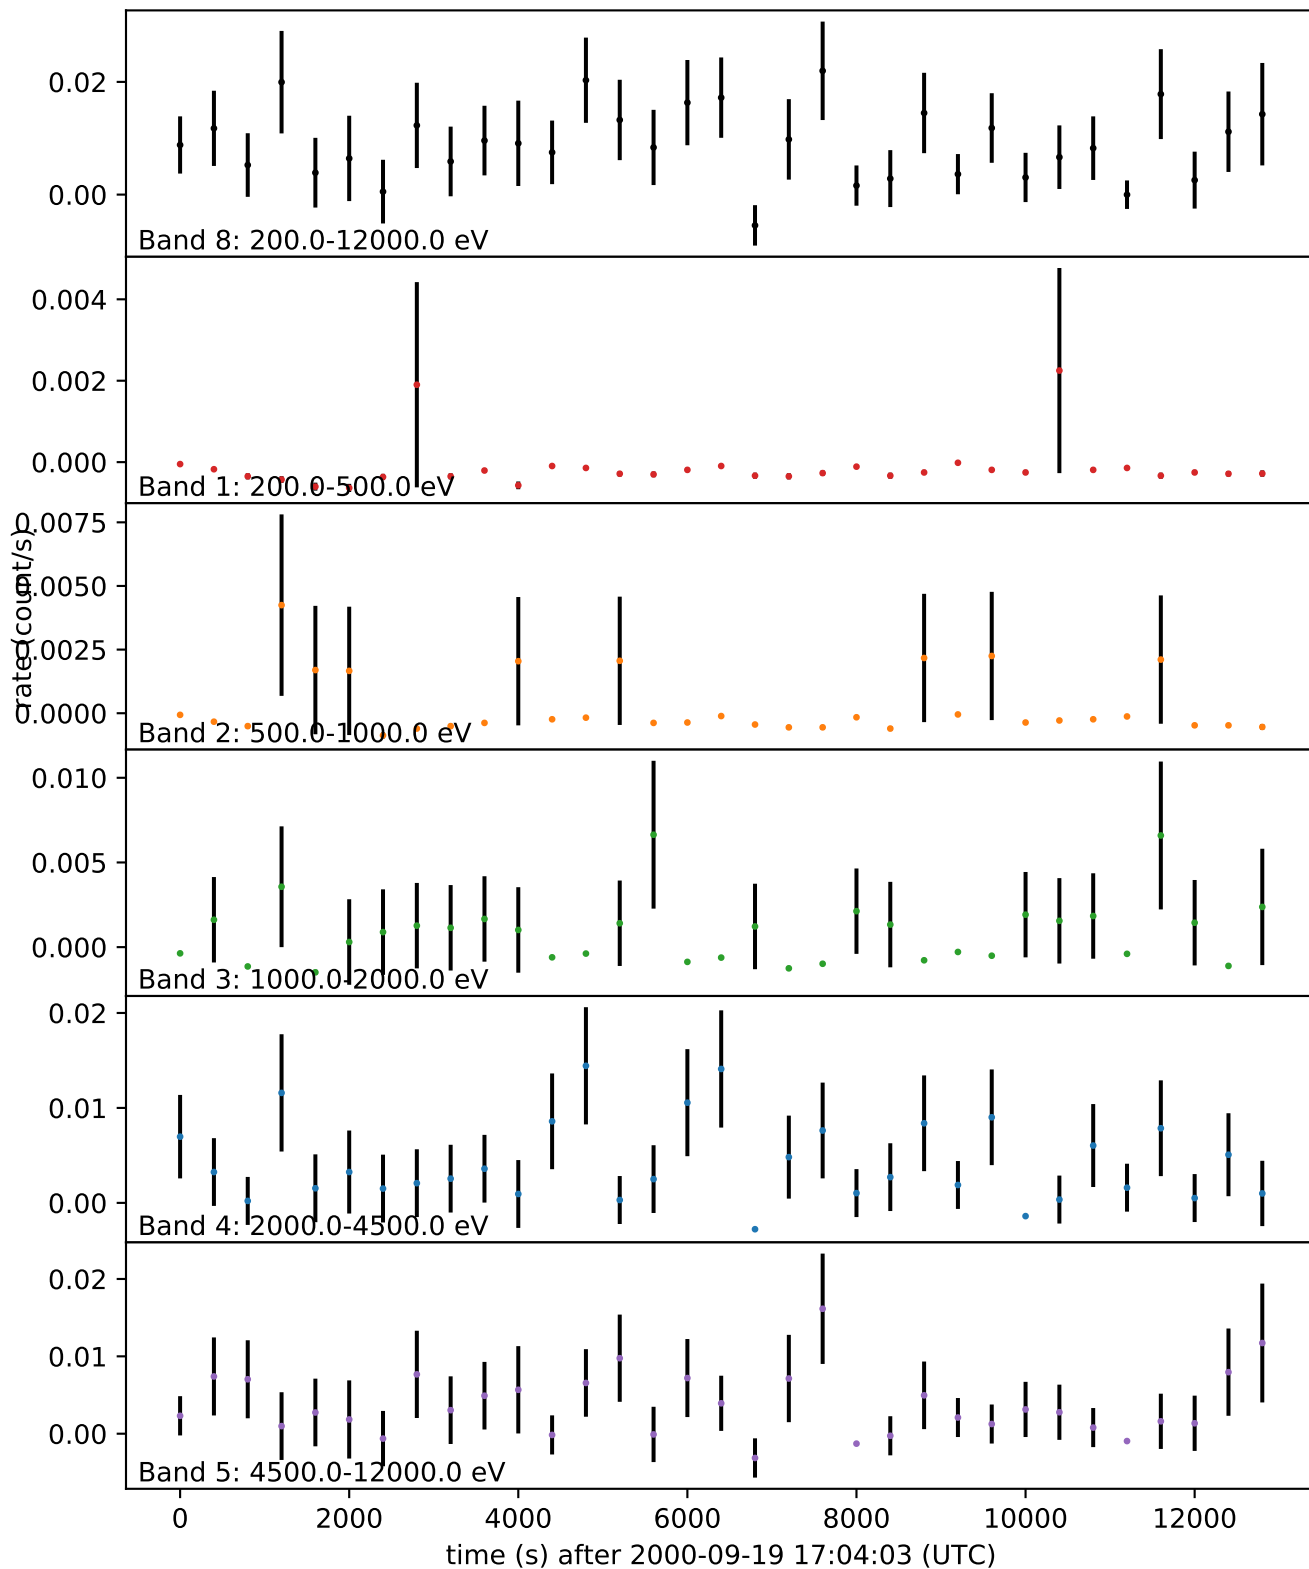 0.02
0.00
Band 8: 200.0-12000.0 eV
0.004
0.002
0.000
Band 1: 200.0-500.0 eV
rate (count/s)
0.0075
0.0050
0.0025
0.0000
Band 2: 500.0-1000.0 eV
0.010
0.005
0.000
Band 3: 1000.0-2000.0 eV
0.02
0.01
0.00
Band 4: 2000.0-4500.0 eV
0.02
0.01
0.00
Band 5: 4500.0-12000.0 eV
0 2000 4000 6000 8000 10000 12000
time (s) after 2000-09-19 17:04:03 (UTC)